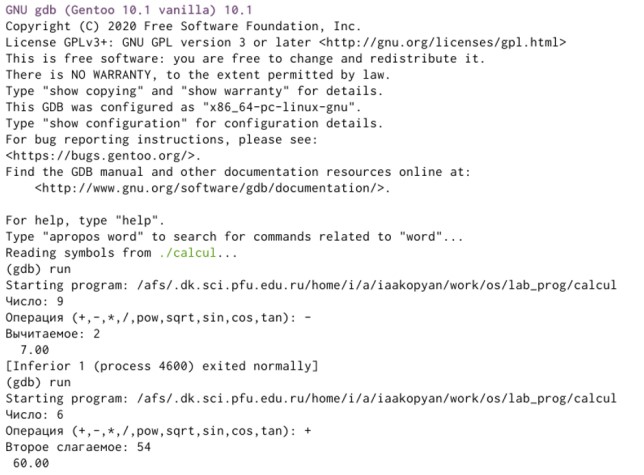 GNU gdb (Gentoo 10.1 vanilla) 10.1
Copyright (C) 2020 Free Software Foundation, Inc.
License GPLv3+: GNU GPL version 3 or later <http://gnu.org/licenses/gpl.html>
This is free software: you are free to change and redistribute it.
There is NO WARRANTY, to the extent permitted by law.
Type "show copying" and "show warranty" for details.
This GDB was configured as "x86_64-pc-linux-gnu".
Type "show configuration" for configuration details.
For bug reporting instructions, please see:
<https://bugs.gentoo.org/>.
Find the GDB manual and other documentation resources online at:
    <http://www.gnu.org/software/gdb/documentation/>.

For help, type "help".
Type "apropos word" to search for commands related to "word"...
Reading symbols from ./calcul...
(gdb) run
Starting program: /afs/.dk.sci.pfu.edu.ru/home/i/a/iaakopyan/work/os/lab_prog/calcul
Число: 9
Операция (+,-,*,/,pow,sqrt,sin,cos,tan): -
Вычитаемое: 2
  7.00
[Inferior 1 (process 4600) exited normally]
(gdb) run
Starting program: /afs/.dk.sci.pfu.edu.ru/home/i/a/iaakopyan/work/os/lab_prog/calcul
Число: 6
Операция (+,-,*,/,pow,sqrt,sin,cos,tan): +
Второе слагаемое: 54
 60.00